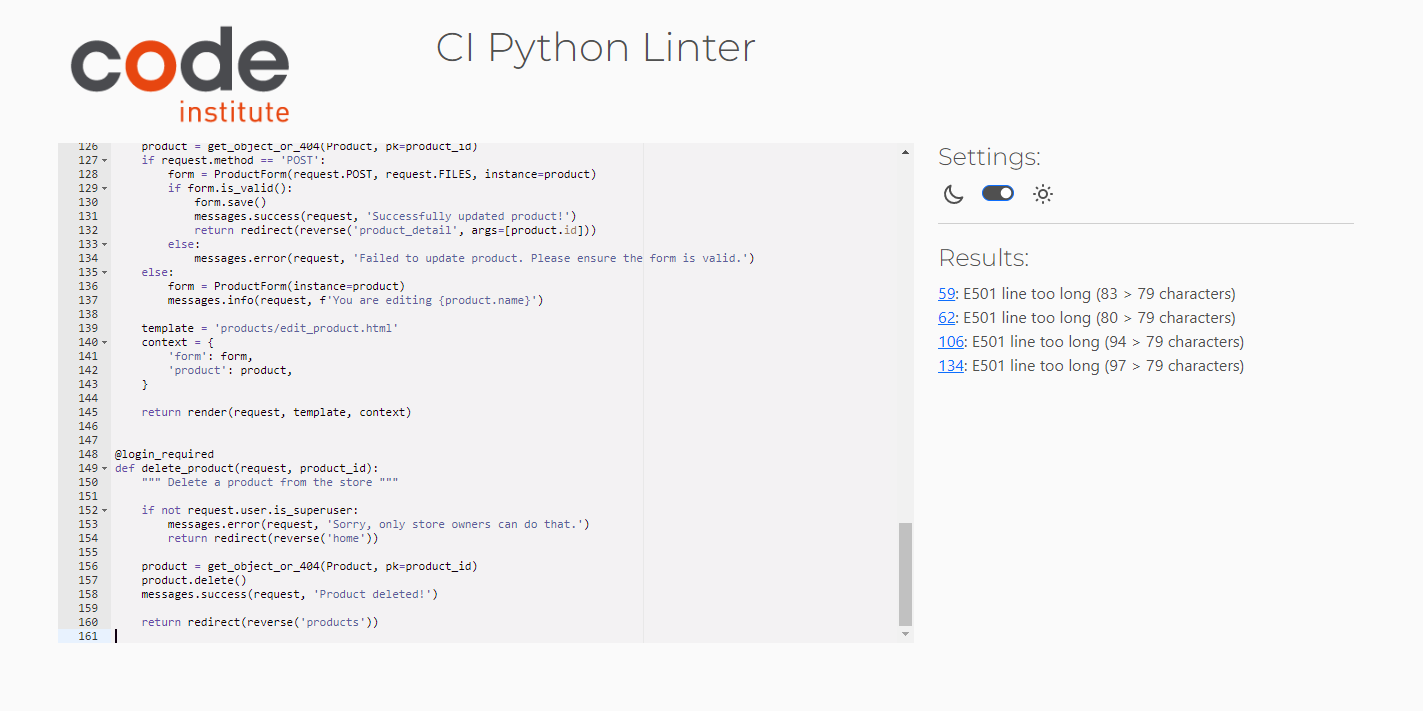 code
institute
CI Python Linter
126     product = get_object_or_404(Product, pk=product_id)
127     if request.method == 'POST':
128         form = ProductForm(request.POST, request.FILES, instance=product)
129         if form.is_valid():
130             form.save()
131             messages.success(request, 'Successfully updated product!')
132             return redirect(reverse('product_detail', args=[product.id]))
133         else:
134             messages.error(request, 'Failed to update product. Please ensure the form is valid.')
135     else:
136         form = ProductForm(instance=product)
137         messages.info(request, f'You are editing {product.name}')
138
139     template = 'products/edit_product.html'
140     context = {
141         'form': form,
142         'product': product,
143     }
144
145     return render(request, template, context)
146
147
148 @login_required
149 def delete_product(request, product_id):
150     """ Delete a product from the store """
151
152     if not request.user.is_superuser:
153         messages.error(request, 'Sorry, only store owners can do that.')
154         return redirect(reverse('home'))
155
156     product = get_object_or_404(Product, pk=product_id)
157     product.delete()
158     messages.success(request, 'Product deleted!')
159
160     return redirect(reverse('products'))
161
Settings:
Results:
59: E501 line too long (83 > 79 characters)
62: E501 line too long (80 > 79 characters)
106: E501 line too long (94 > 79 characters)
134: E501 line too long (97 > 79 characters)